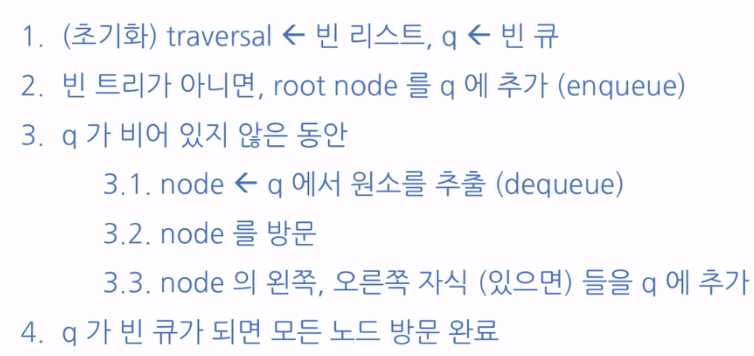 1. (초기화) traversal ← 빈 리스트, q ← 빈 큐
2. 빈 트리가 아니면, root node 를 q 에 추가 (enqueue)
3. q 가 비어 있지 않은 동안
3.1. node ← q 에서 원소를 추출 (dequeue)
3.2. node 를 방문
3.3. node 의 왼쪽, 오른쪽 자식 (있으면) 들을 q 에 추가
4. q 가 빈 큐가 되면 모든 노드 방문 완료